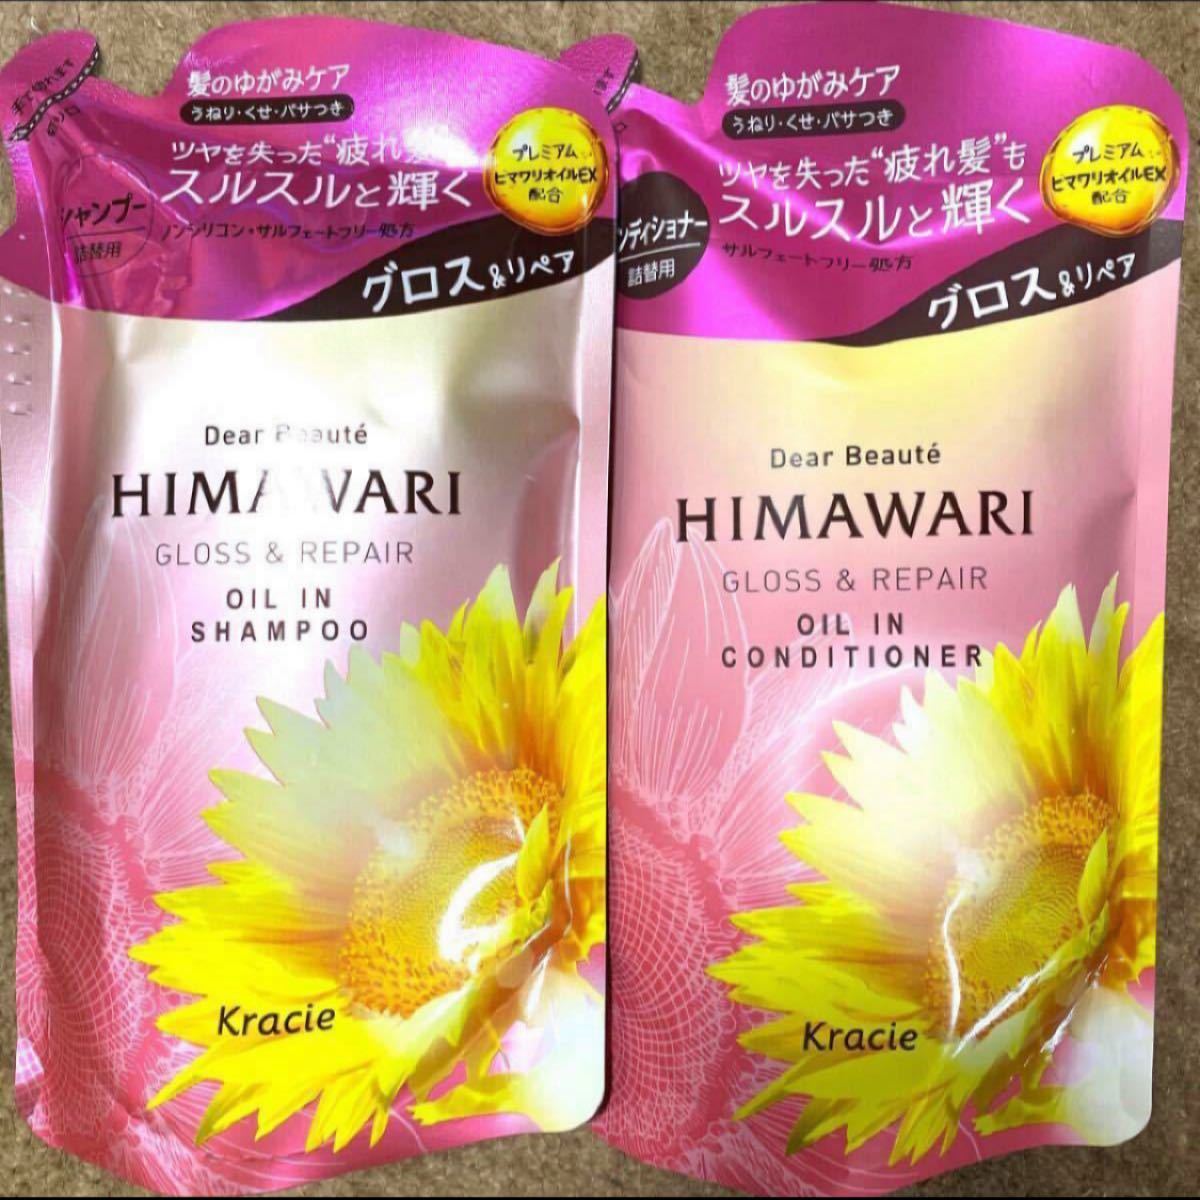 手で切れます
切り口
髪のゆがみケア
うねり・くせ・パサつき
ツヤを失った“疲れ髪
スルスルと輝く
ノンシリコン・サルフェートフリー処方
プレミアム
ヒマワリオイルEX
配合
シャンプー
詰替用
グロス&リペア
Dear Beauté
HIMAWARI
GLOSS & REPAIR
OIL IN
SHAMPOO
Kracie
髪のゆがみケア
うねり・くせ・パサつき
ツヤを失った“疲れ髪”も
スルスルと輝く
サルフェートフリー処方
プレミアム
ヒマワリオイルEX
配合
ンディショナー
詰替用
グロス&リペア
Dear Beauté
HIMAWARI
GLOSS & REPAIR
OIL IN
CONDITIONER
Kracie